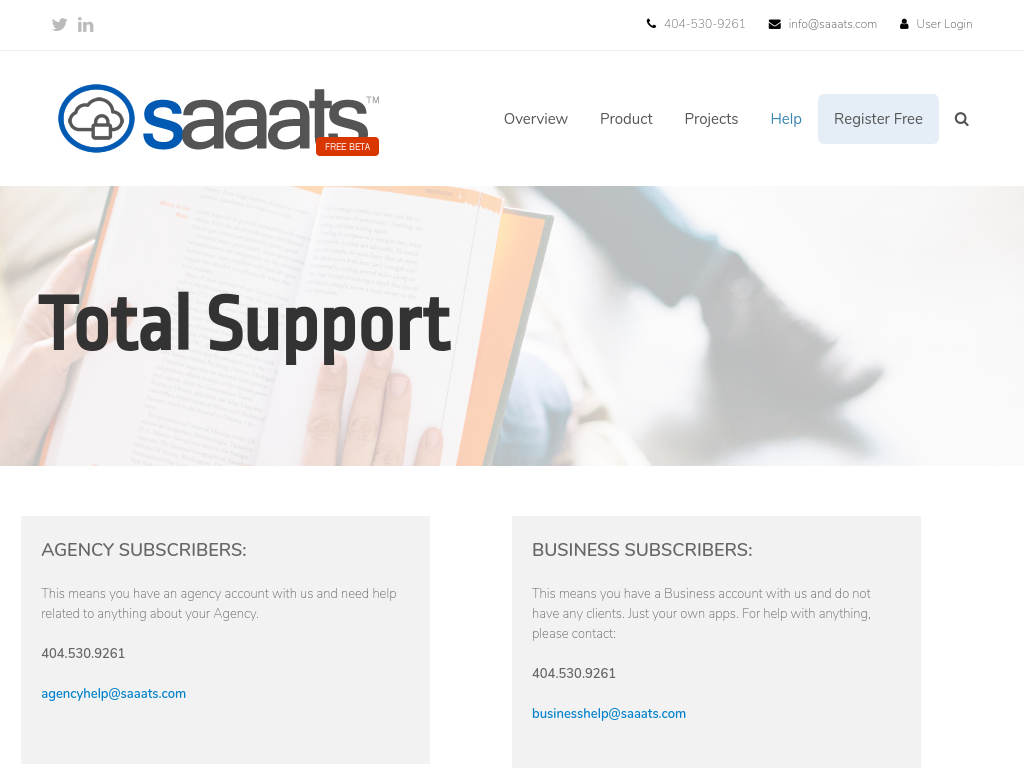 404-530-9261 info@saaats.com User Login
saaats™
FREE BETA
Overview Product Projects Help Register Free
Total Support
AGENCY SUBSCRIBERS:
This means you have an agency account with us and need help
related to anything about your Agency.
404.530.9261
agencyhelp@saaats.com
BUSINESS SUBSCRIBERS:
This means you have a Business account with us and do not
have any clients. Just your own apps. For help with anything,
please contact:
404.530.9261
businesshelp@saaats.com